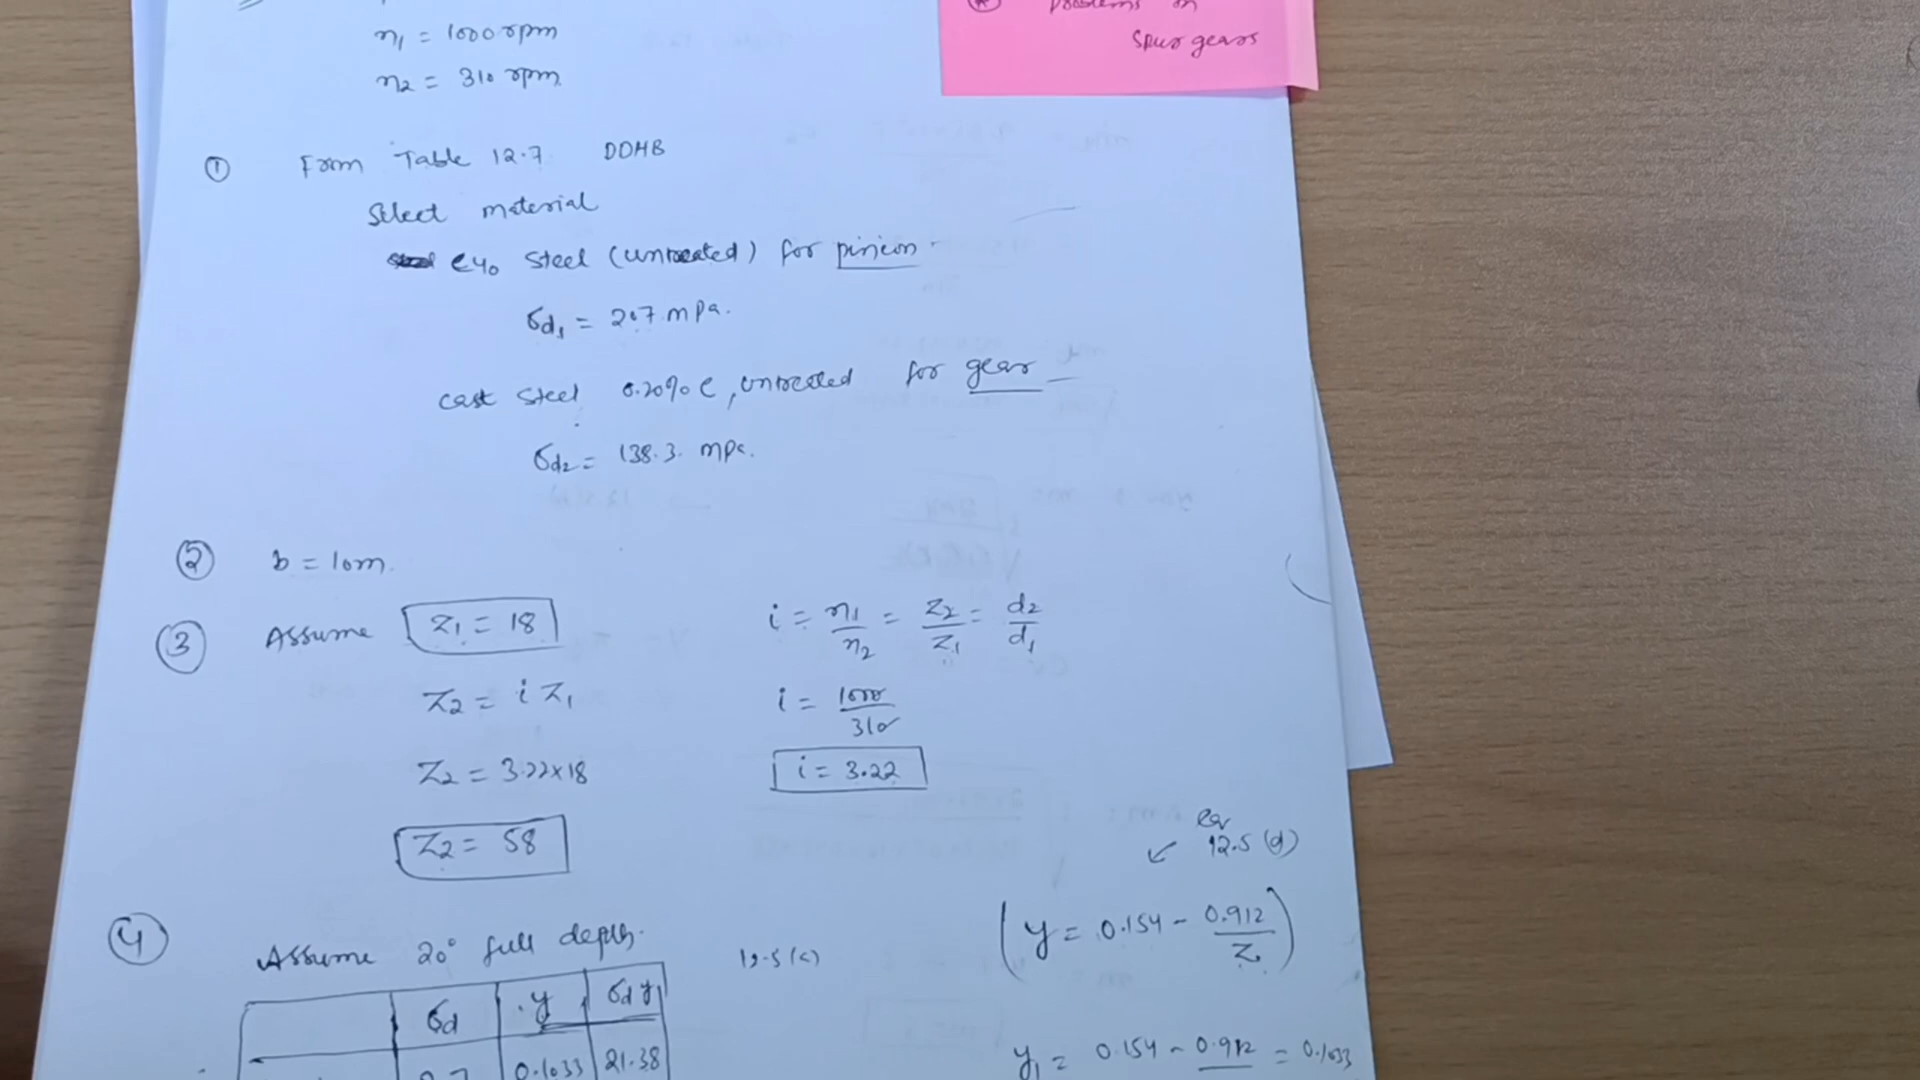 Problems on
Spur gears
n1 = 1000 rpm
n2 = 310 rpm
① From Table 12.7 DDHB
Select material
C40 steel (untreated) for pinion.
σd1 = 207 mpa.
cast steel 0.20% C, untreated for gear
σd2 = 138.3. mpa.
② b = 10m.
③ Assume z1 = 18
i = n1/n2 = Z2/Z1 = d2/d1
Z2 = i Z1
i = 1000/310
Z2 = 3.22×18
i = 3.22
Z2 = 58
12.5 (d)
④ Assume 20° full depth.
12.5 (c)
(y = 0.154 - 0.912/Z)
σd y σd y
0.1033 21.38
y1 = 0.154 - 0.912 = 0.1033